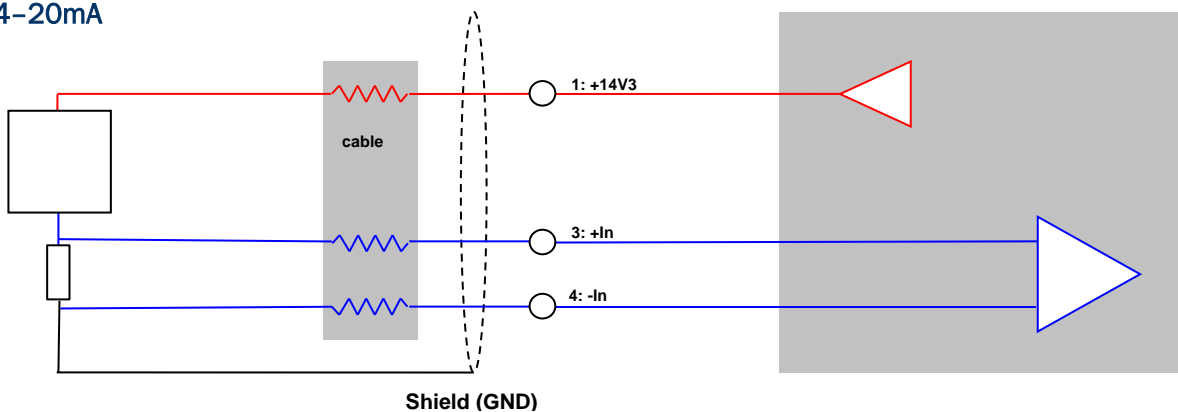 4–20mA
1: +14V3
cable
3: +In
4: -In
Shield (GND)